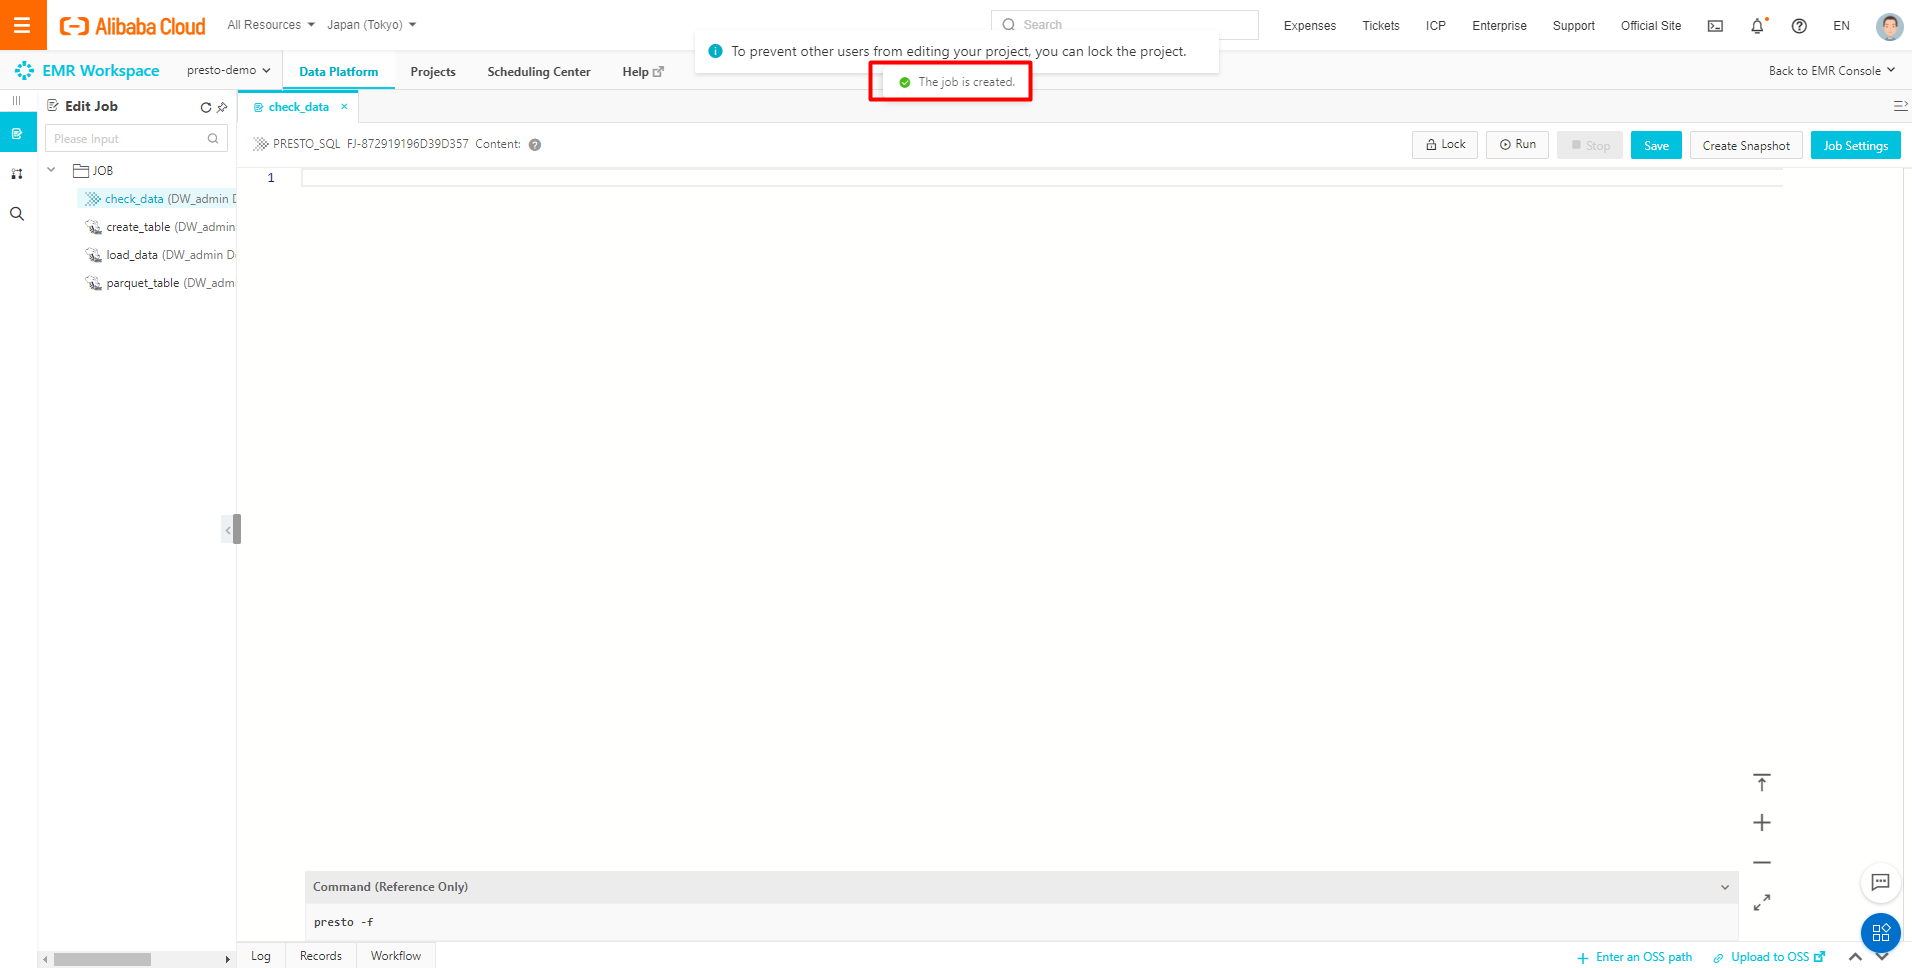 Alibaba Cloud All Resources Japan (Tokyo) Search Expenses Tickets ICP Enterprise Support Official Site EN
To prevent other users from editing your project, you can lock the project.
EMR Workspace presto-demo Data Platform Projects Scheduling Center Help Back to EMR Console
The job is created.
Edit Job check_data ×
Please Input
PRESTO_SQL FJ-872919196D39D357 Content: Lock Run Stop Save Create Snapshot Job Settings
JOB
1
check_data (DW_admin D
create_table (DW_admin
load_data (DW_admin D
parquet_table (DW_adm
Command (Reference Only)
presto -f
Log Records Workflow Enter an OSS path Upload to OSS